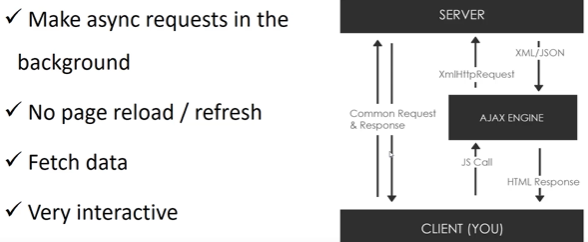 ✓ Make async requests in the
background
✓ No page reload / refresh
✓ Fetch data
✓ Very interactive
SERVER
XML/JSON
XmlHttpRequest
Common Request
& Response
AJAX ENGINE
JS Call
HTML Response
CLIENT (YOU)